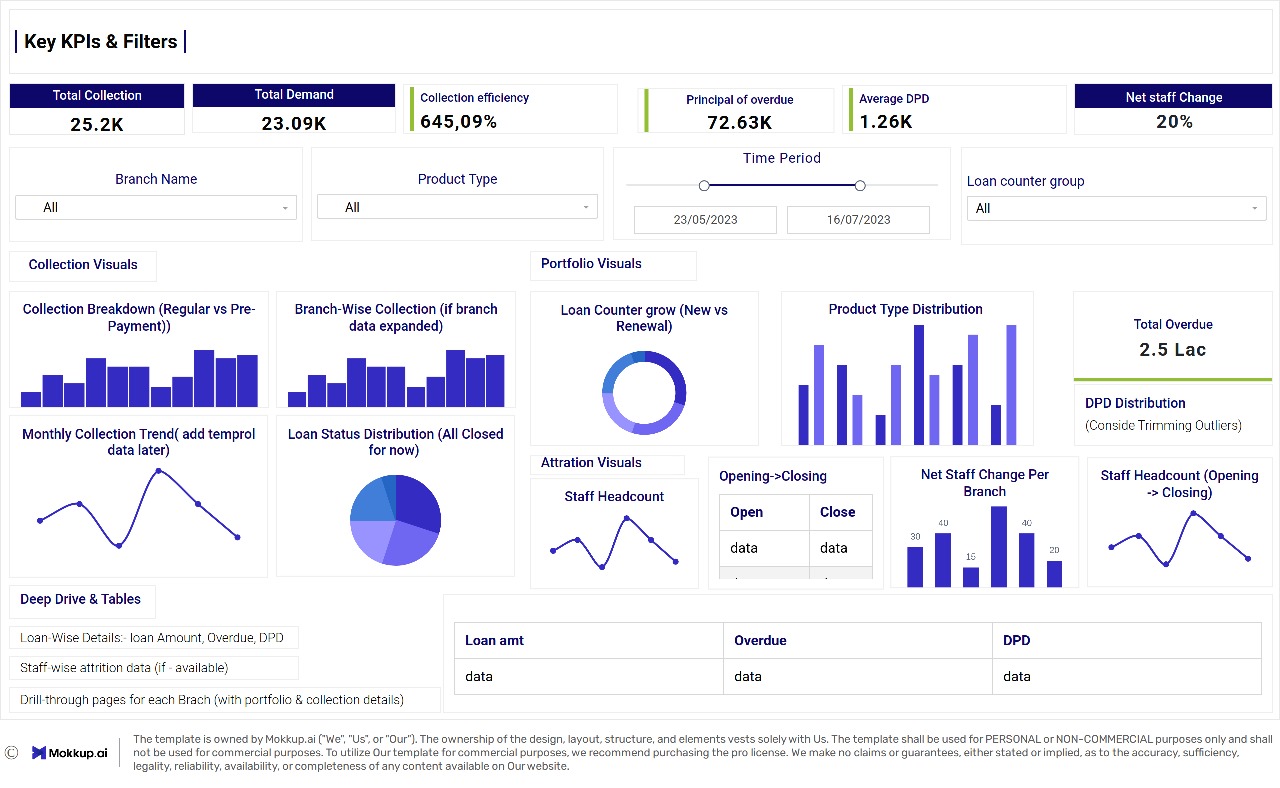 Key KPIs & Filters
Total Collection
25.2K
Total Demand
23.09K
Collection efficiency
645,09%
Principal of overdue
72.63K
Average DPD
1.26K
Net staff Change
20%
Branch Name
All
Product Type
All
Time Period
23/05/2023
16/07/2023
Loan counter group
All
Collection Visuals
Portfolio Visuals
Collection Breakdown (Regular vs Pre-
Payment))
Branch-Wise Collection (if branch
data expanded)
Loan Counter grow (New vs
Renewal)
Product Type Distribution
Total Overdue
2.5 Lac
DPD Distribution
(Conside Trimming Outliers)
Monthly Collection Trend( add temprol
data later)
Loan Status Distribution (All Closed
for now)
Attration Visuals
Staff Headcount
Opening->Closing
Open Close
data data
Net Staff Change Per
Branch
30
40
15
40
20
Staff Headcount (Opening
-> Closing)
Deep Drive & Tables
Loan-Wise Details:- loan Amount, Overdue, DPD
Staff-wise attrition data (if - available)
Drill-through pages for each Brach (with portfolio & collection details)
Loan amt Overdue DPD
data data data
© Mokkup.ai
The template is owned by Mokkup.ai ("We", "Us", or "Our"). The ownership of the design, layout, structure, and elements vests solely with Us. The template shall be used for PERSONAL or NON-COMMERCIAL purposes only and shall
not be used for commercial purposes. To utilize Our template for commercial purposes, we recommend purchasing the pro license. We make no claims or guarantees, either stated or implied, as to the accuracy, sufficiency,
legality, reliability, availability, or completeness of any content available on Our website.